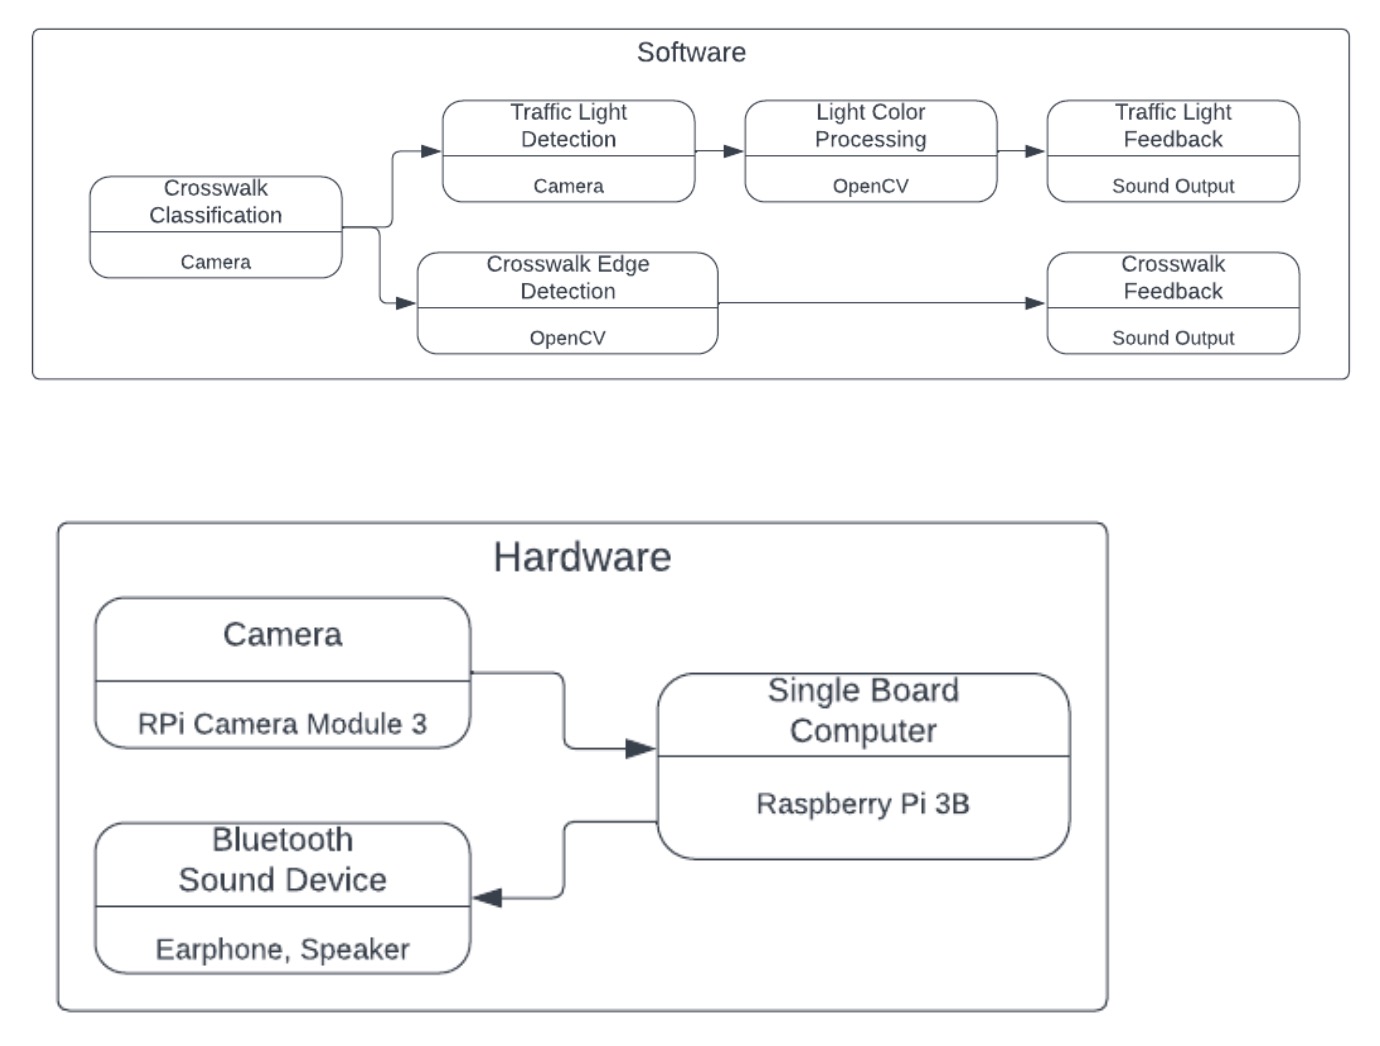 Software
Crosswalk
Classification
Camera
Traffic Light
Detection
Camera
Light Color
Processing
OpenCV
Traffic Light
Feedback
Sound Output
Crosswalk Edge
Detection
OpenCV
Crosswalk
Feedback
Sound Output
Hardware
Camera
RPi Camera Module 3
Single Board
Computer
Raspberry Pi 3B
Bluetooth
Sound Device
Earphone, Speaker